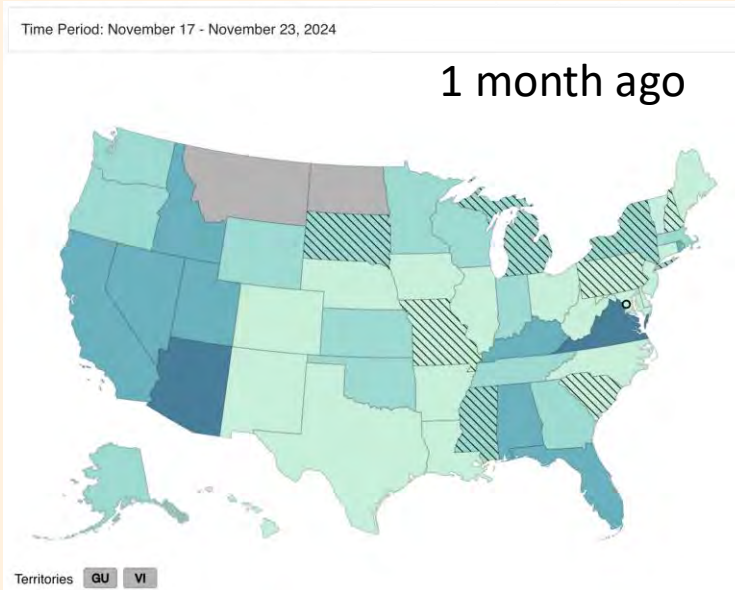 Time Period: November 17 - November 23, 2024
1 month ago
Territories GU VI